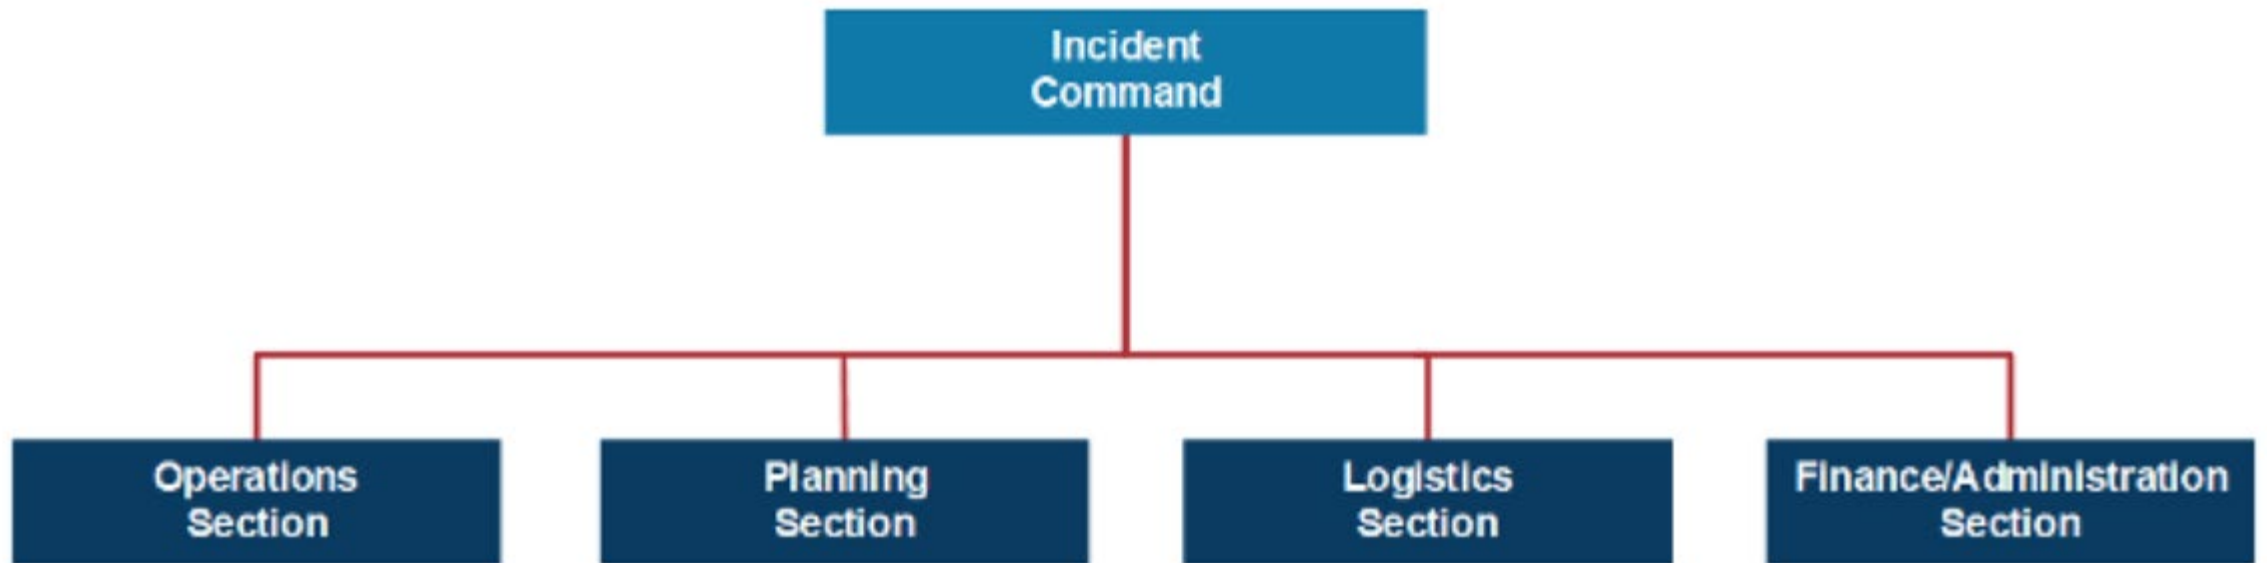 Incident
Command
Operations
Section
Planning
Section
Logistics
Section
Finance/Administration
Section